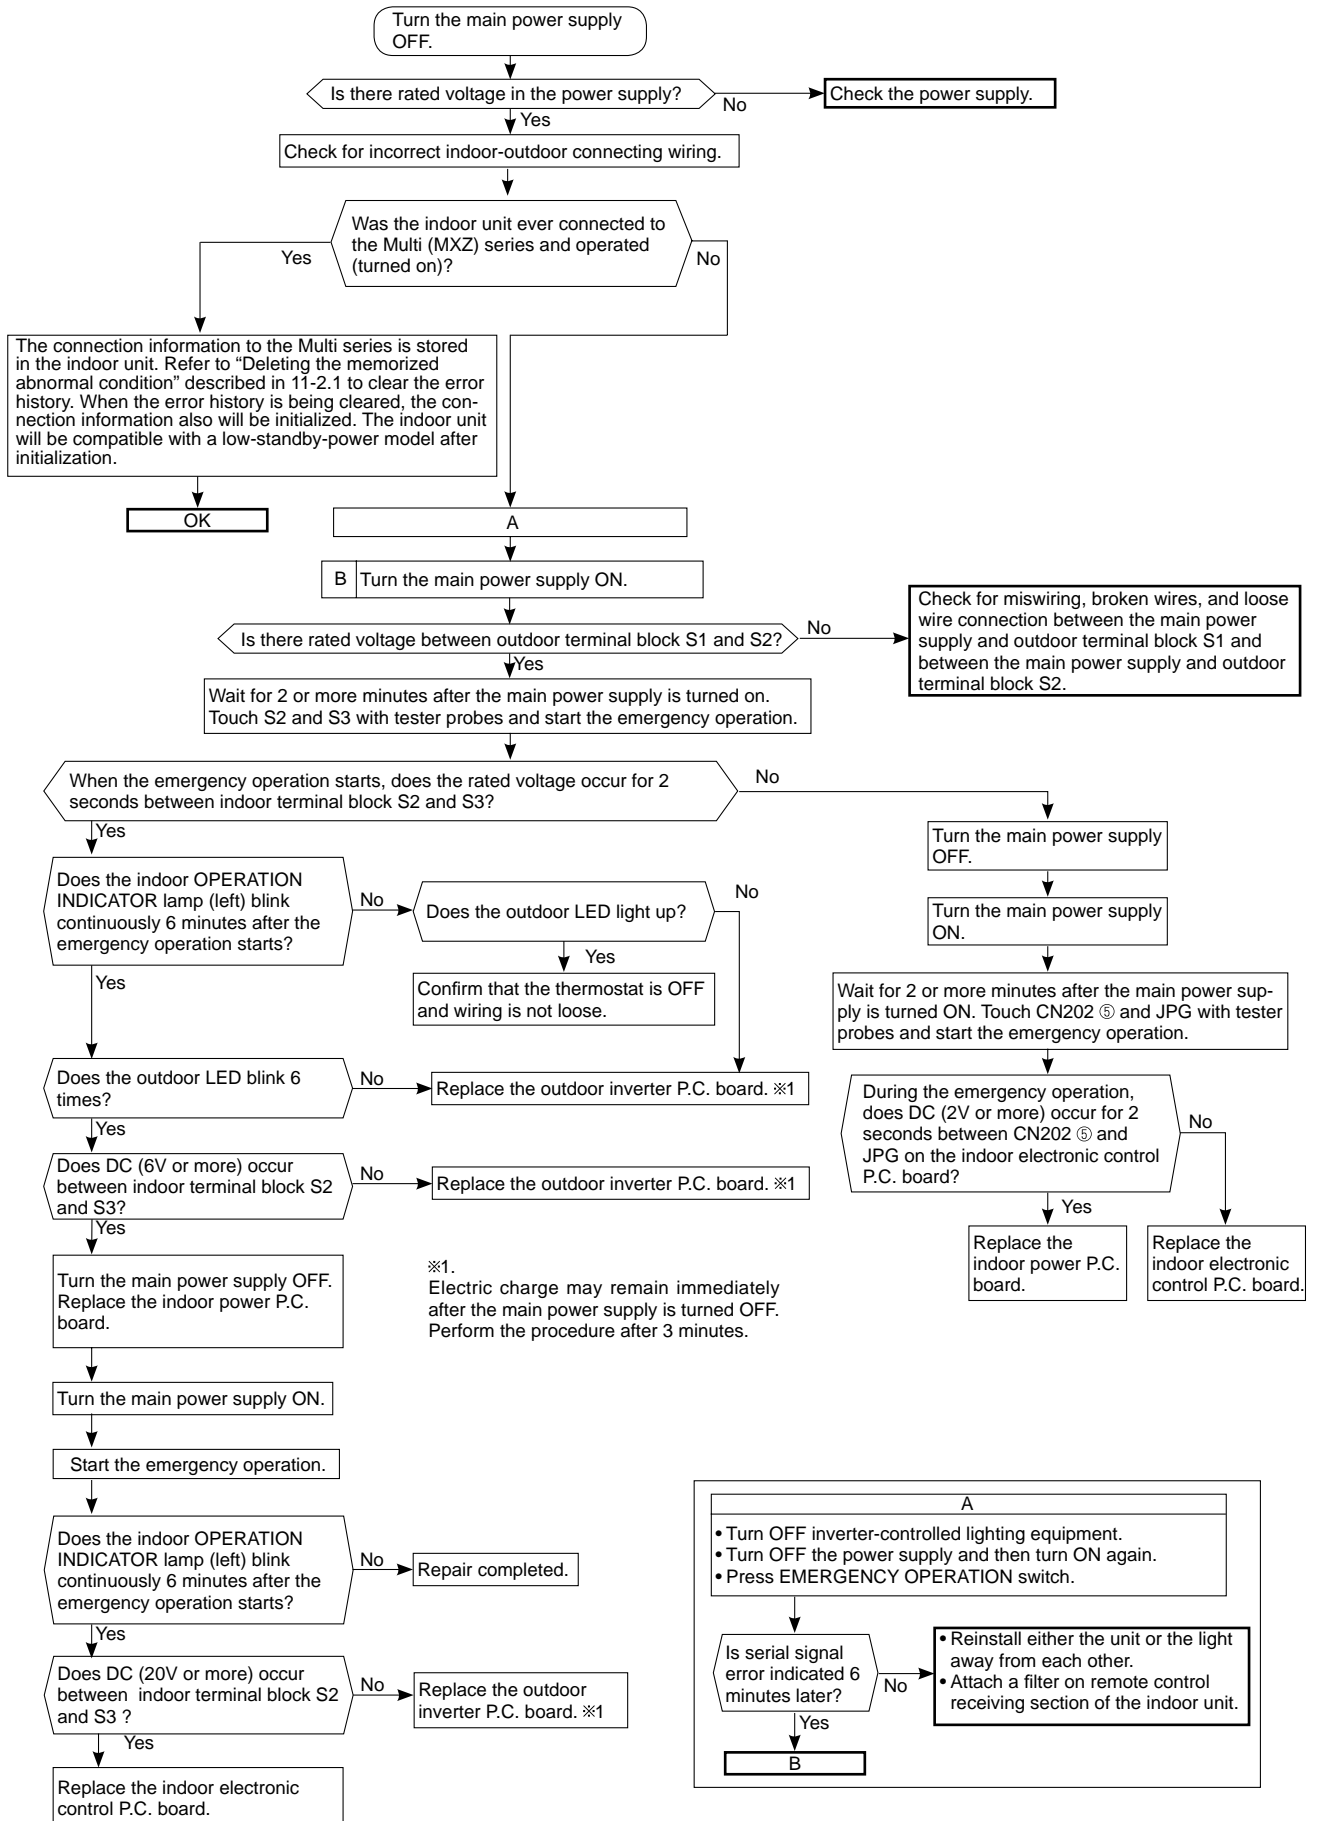 Turn the main power supply
OFF.
Is there rated voltage in the power supply?
No
Check the power supply.
Yes
Check for incorrect indoor-outdoor connecting wiring.
Was the indoor unit ever connected to
the Multi (MXZ) series and operated
(turned on)?
Yes
No
The connection information to the Multi series is stored
in the indoor unit. Refer to “Deleting the memorized
abnormal condition” described in 11-2.1 to clear the error
history. When the error history is being cleared, the con-
nection information also will be initialized. The indoor unit
will be compatible with a low-standby-power model after
initialization.
OK
A
B Turn the main power supply ON.
Is there rated voltage between outdoor terminal block S1 and S2?
No
Check for miswiring, broken wires, and loose
wire connection between the main power
supply and outdoor terminal block S1 and
between the main power supply and outdoor
terminal block S2.
Yes
Wait for 2 or more minutes after the main power supply is turned on.
Touch S2 and S3 with tester probes and start the emergency operation.
When the emergency operation starts, does the rated voltage occur for 2
seconds between indoor terminal block S2 and S3?
No
Yes
Turn the main power supply
OFF.
Turn the main power supply
ON.
Wait for 2 or more minutes after the main power sup-
ply is turned ON. Touch CN202 ⑤ and JPG with tester
probes and start the emergency operation.
During the emergency operation,
does DC (2V or more) occur for 2
seconds between CN202 ⑤ and
JPG on the indoor electronic control
P.C. board?
No
Yes
Replace the
indoor power P.C.
board.
Replace the
indoor electronic
control P.C. board.
Does the indoor OPERATION
INDICATOR lamp (left) blink
continuously 6 minutes after the
emergency operation starts?
No
Does the outdoor LED light up?
No
Yes
Confirm that the thermostat is OFF
and wiring is not loose.
Yes
Does the outdoor LED blink 6
times?
No
Replace the outdoor inverter P.C. board. ※1
Yes
Does DC (6V or more) occur
between indoor terminal block S2
and S3?
No
Replace the outdoor inverter P.C. board. ※1
Yes
Turn the main power supply OFF.
Replace the indoor power P.C.
board.
※1.
Electric charge may remain immediately
after the main power supply is turned OFF.
Perform the procedure after 3 minutes.
Turn the main power supply ON.
Start the emergency operation.
Does the indoor OPERATION
INDICATOR lamp (left) blink
continuously 6 minutes after the
emergency operation starts?
No
Repair completed.
Yes
Does DC (20V or more) occur
between indoor terminal block S2
and S3 ?
No
Replace the outdoor
inverter P.C. board. ※1
Yes
Replace the indoor electronic
control P.C. board.
A
• Turn OFF inverter-controlled lighting equipment.
• Turn OFF the power supply and then turn ON again.
• Press EMERGENCY OPERATION switch.
Is serial signal
error indicated 6
minutes later?
No
• Reinstall either the unit or the light
away from each other.
• Attach a filter on remote control
receiving section of the indoor unit.
Yes
B